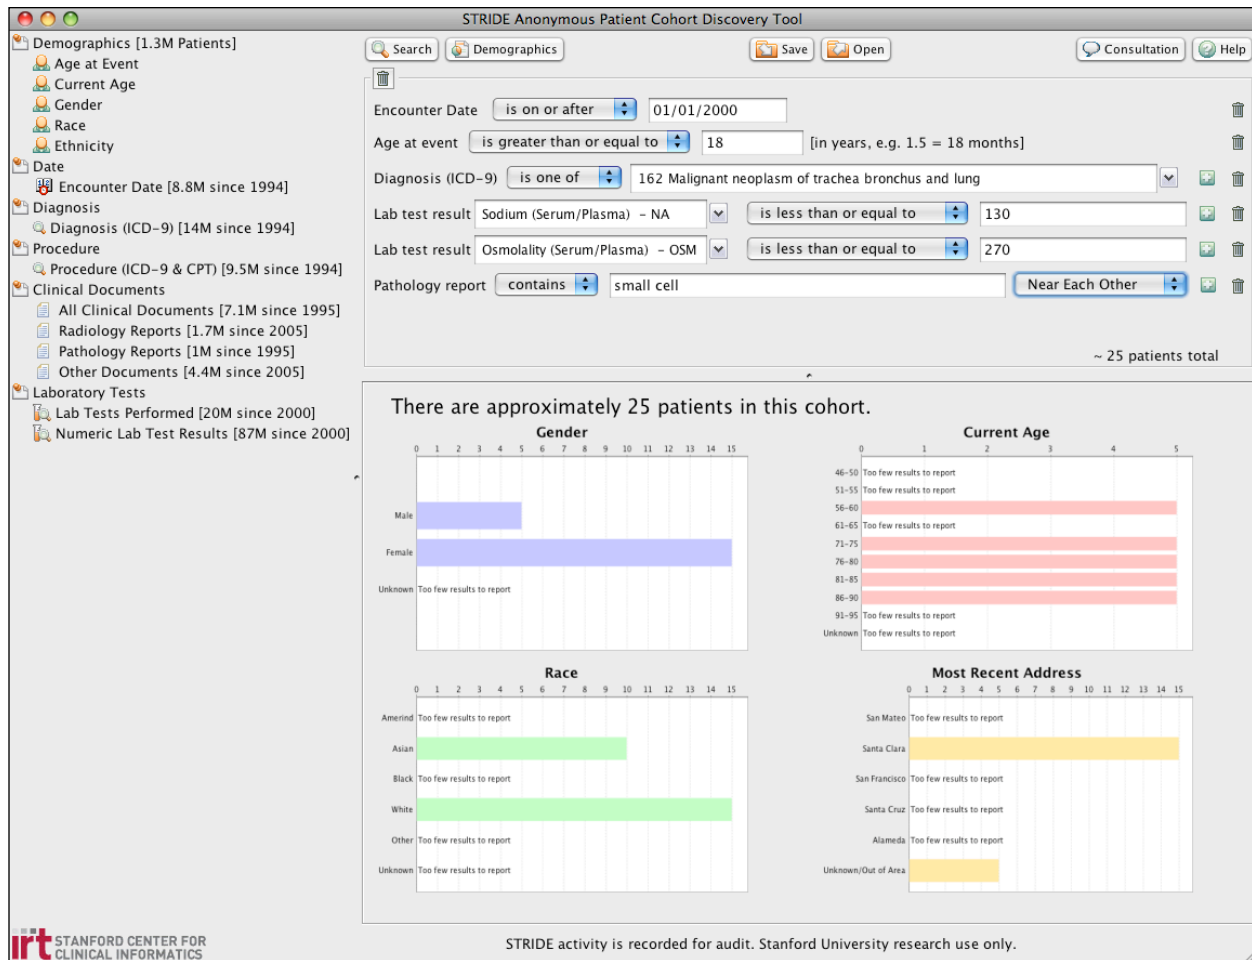 STRIDE Anonymous Patient Cohort Discovery Tool
Demographics [1.3M Patients]
Age at Event
Current Age
Gender
Race
Ethnicity
Date
Encounter Date [8.8M since 1994]
Diagnosis
Diagnosis (ICD-9) [14M since 1994]
Procedure
Procedure (ICD-9 & CPT) [9.5M since 1994]
Clinical Documents
All Clinical Documents [7.1M since 1995]
Radiology Reports [1.7M since 2005]
Pathology Reports [1M since 1995]
Other Documents [4.4M since 2005]
Laboratory Tests
Lab Tests Performed [20M since 2000]
Numeric Lab Test Results [87M since 2000]
Search Demographics Save Open Consultation Help
Encounter Date is on or after 01/01/2000
Age at event is greater than or equal to 18 [in years, e.g. 1.5 = 18 months]
Diagnosis (ICD-9) is one of 162 Malignant neoplasm of trachea bronchus and lung
Lab test result Sodium (Serum/Plasma) - NA is less than or equal to 130
Lab test result Osmolality (Serum/Plasma) - OSM is less than or equal to 270
Pathology report contains small cell Near Each Other
~ 25 patients total
There are approximately 25 patients in this cohort.
Gender
0 1 2 3 4 5 6 7 8 9 10 11 12 13 14 15
Male
Female
Unknown Too few results to report
Current Age
0 1 2 3 4 5
46-50 Too few results to report
51-55 Too few results to report
56-60
61-65 Too few results to report
71-75
76-80
81-85
86-90
91-95 Too few results to report
Unknown Too few results to report
Race
0 1 2 3 4 5 6 7 8 9 10 11 12 13 14 15
Amerind Too few results to report
Asian
Black Too few results to report
White
Other Too few results to report
Unknown Too few results to report
Most Recent Address
0 1 2 3 4 5 6 7 8 9 10 11 12 13 14 15
San Mateo Too few results to report
Santa Clara
San Francisco Too few results to report
Santa Cruz Too few results to report
Alameda Too few results to report
Unknown/Out of Area
irt STANFORD CENTER FOR
CLINICAL INFORMATICS
STRIDE activity is recorded for audit. Stanford University research use only.